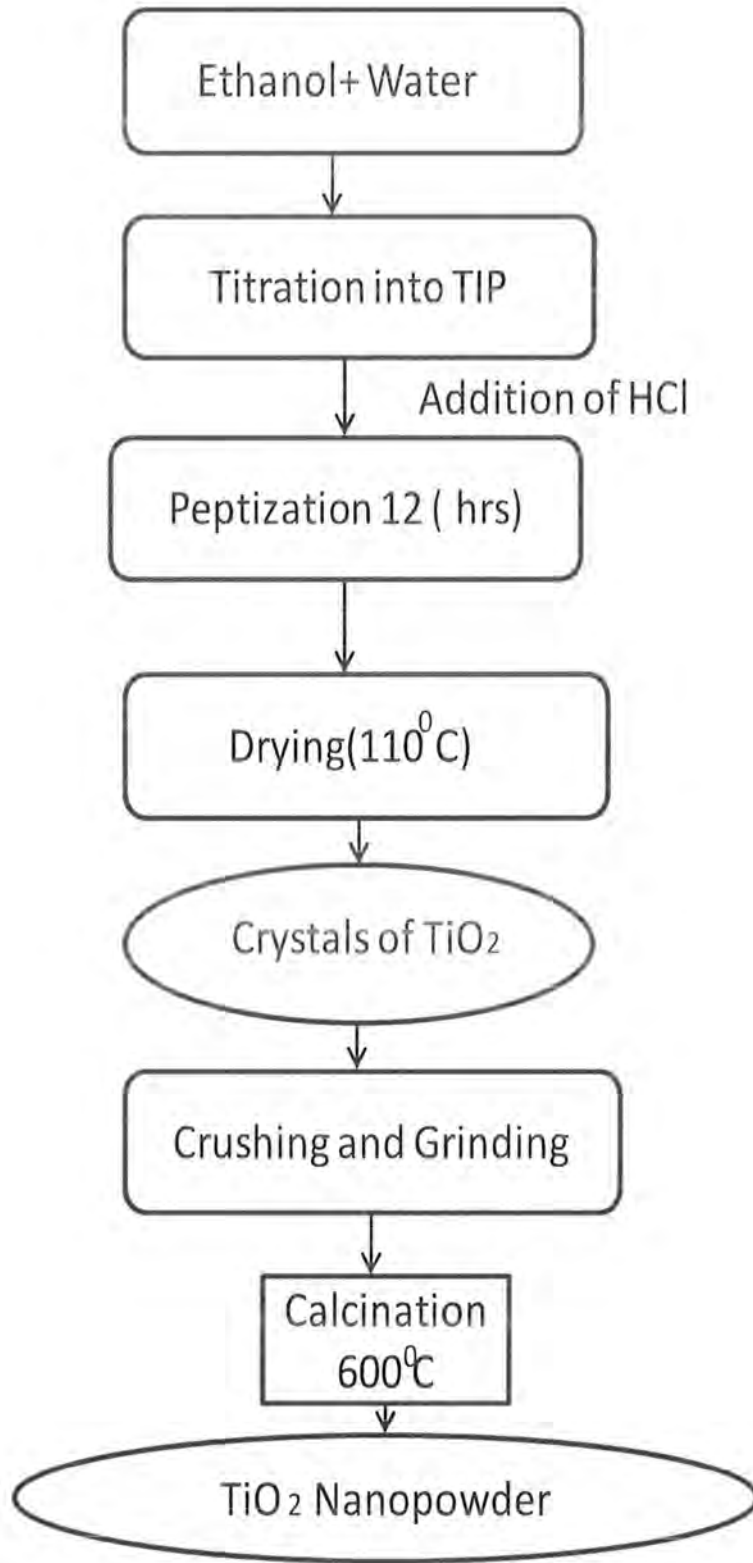 Ethanol+ Water
Titration into TIP
Addition of HCl
Peptization 12 ( hrs)
Drying(110⁰C)
Crystals of TiO₂
Crushing and Grinding
Calcination
600⁰C
TiO₂ Nanopowder